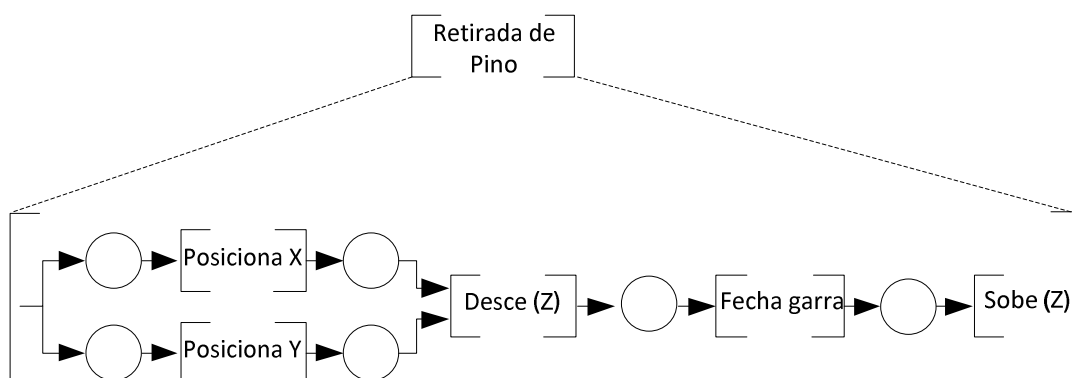 Retirada de
Pino
Posiciona X
Desce (Z)
Fecha garra
Sobe (Z)
Posiciona Y